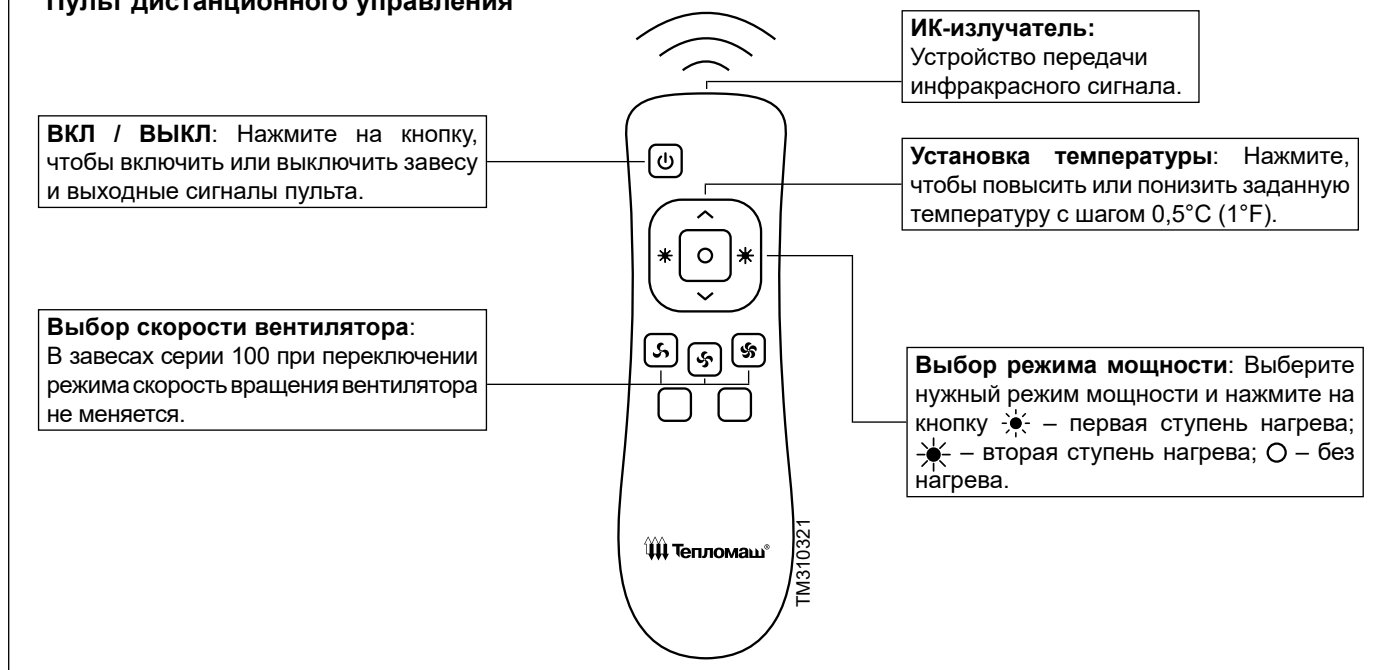 Пульт дистанционного управления
ИК-излучатель:
Устройство передачи
инфракрасного сигнала.
ВКЛ / ВЫКЛ: Нажмите на кнопку,
чтобы включить или выключить завесу
и выходные сигналы пульта.
Установка температуры: Нажмите,
чтобы повысить или понизить заданную
температуру с шагом 0,5°C (1°F).
Выбор скорости вентилятора:
В завесах серии 100 при переключении
режима скорость вращения вентилятора
не меняется.
Выбор режима мощности: Выберите
нужный режим мощности и нажмите на
кнопку – первая ступень нагрева;
– вторая ступень нагрева; – без
нагрева.
Тепломаш®
TM310321